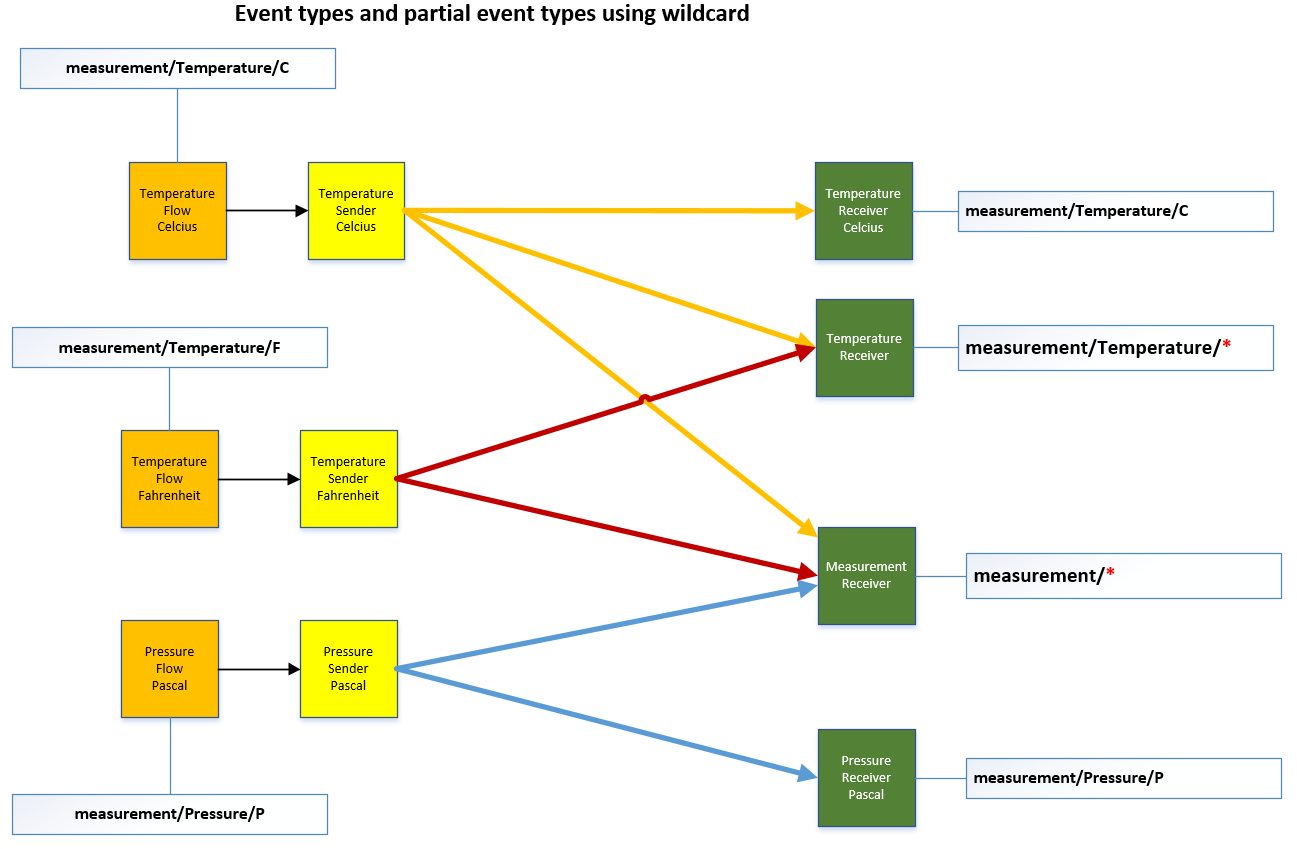 Event types and partial event types using wildcard
measurement/Temperature/C
Temperature
Flow
Celcius
Temperature
Sender
Celcius
Temperature
Receiver
Celcius
measurement/Temperature/C
Temperature
Receiver
measurement/Temperature/*
measurement/Temperature/F
Temperature
Flow
Fahrenheit
Temperature
Sender
Fahrenheit
Measurement
Receiver
measurement/*
Pressure
Flow
Pascal
Pressure
Sender
Pascal
Pressure
Receiver
Pascal
measurement/Pressure/P
measurement/Pressure/P